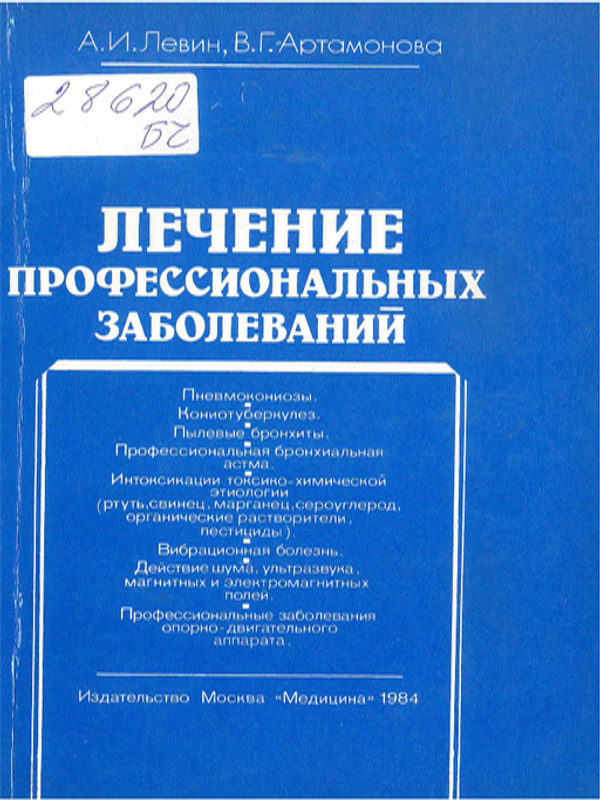 А.И.Левин, В.Г.Артамонова
28620
БЧ
ЛЕЧЕНИЕ
ПРОФЕССИОНАЛЬНЫХ
ЗАБОЛЕВАНИЙ
Пневмокониозы.
Кониотуберкулез.
Пылевые бронхиты.
Профессиональная бронхиальная
астма.
Интоксикации токсико-химической
этиологии
(ртуть,свинец, марганец,сероуглерод,
органические растворители,
пестициды).
Вибрационная болезнь.
Действие шума, ультразвука,
магнитных и электромагнитных
полей.
Профессиональные заболевания
опорно-двигательного
аппарата.
Издательство Москва «Медицина» 1984